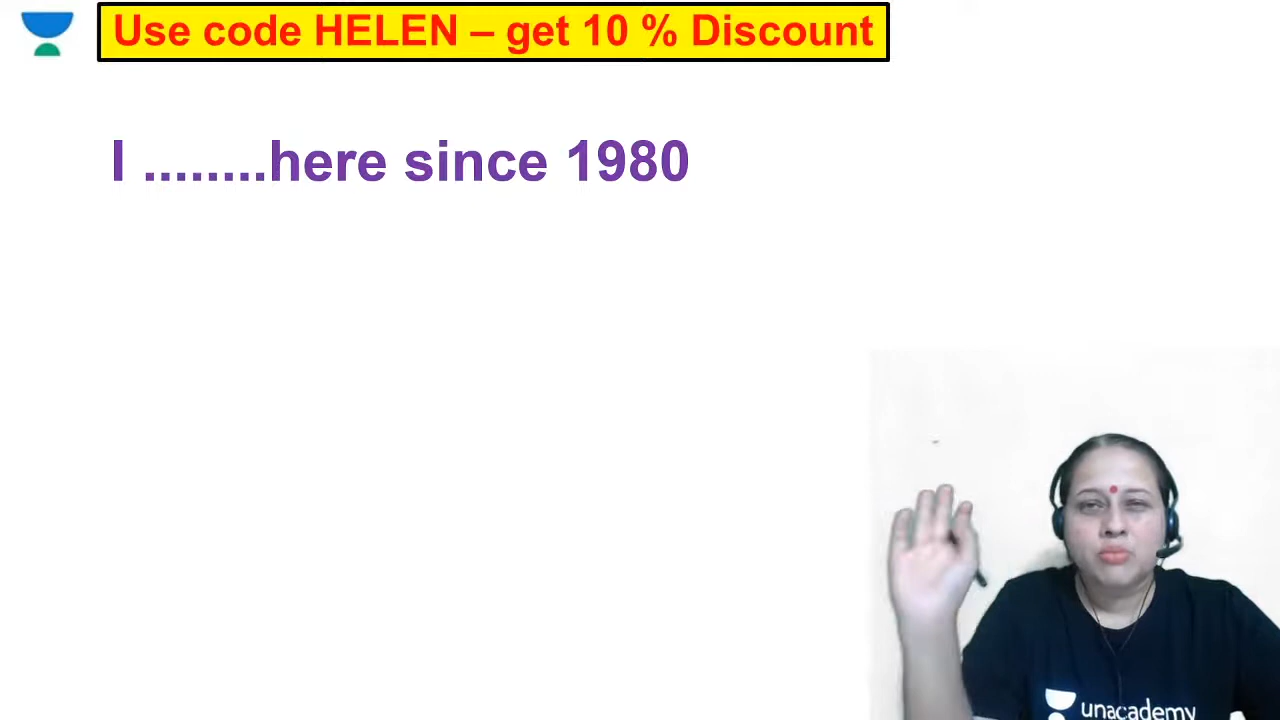 Use code HELEN – get 10 % Discount
I ........here since 1980
unacademy